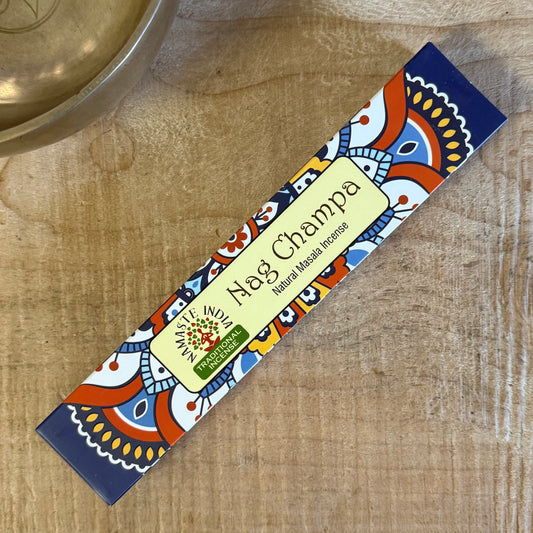 Nag Champa
Natural Masala Incense
NAMASTE INDIA
TRADITIONAL
INCENSE